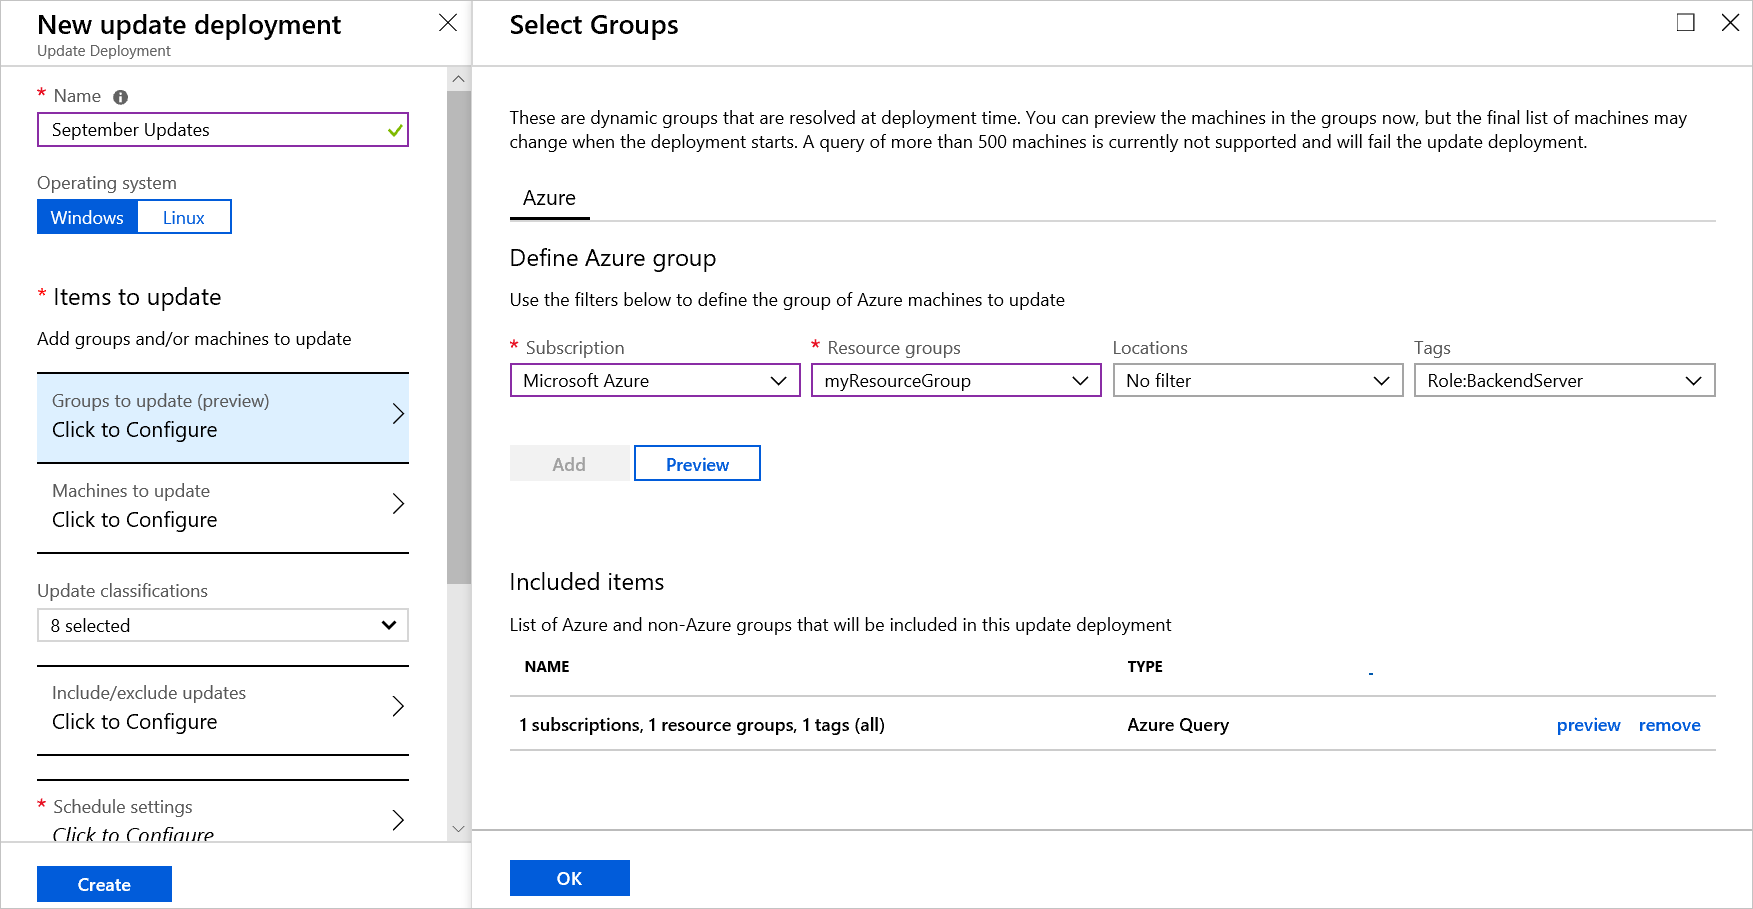 New update deployment
Update Deployment
* Name
September Updates
Operating system
Windows Linux
* Items to update
Add groups and/or machines to update
Groups to update (preview)
Click to Configure
Machines to update
Click to Configure
Update classifications
8 selected
Include/exclude updates
Click to Configure
* Schedule settings
Click to Configure
Create
Select Groups
These are dynamic groups that are resolved at deployment time. You can preview the machines in the groups now, but the final list of machines may
change when the deployment starts. A query of more than 500 machines is currently not supported and will fail the update deployment.
Azure
Define Azure group
Use the filters below to define the group of Azure machines to update
* Subscription * Resource groups Locations Tags
Microsoft Azure myResourceGroup No filter Role:BackendServer
Add Preview
Included items
List of Azure and non-Azure groups that will be included in this update deployment
NAME TYPE -
1 subscriptions, 1 resource groups, 1 tags (all) Azure Query preview remove
OK